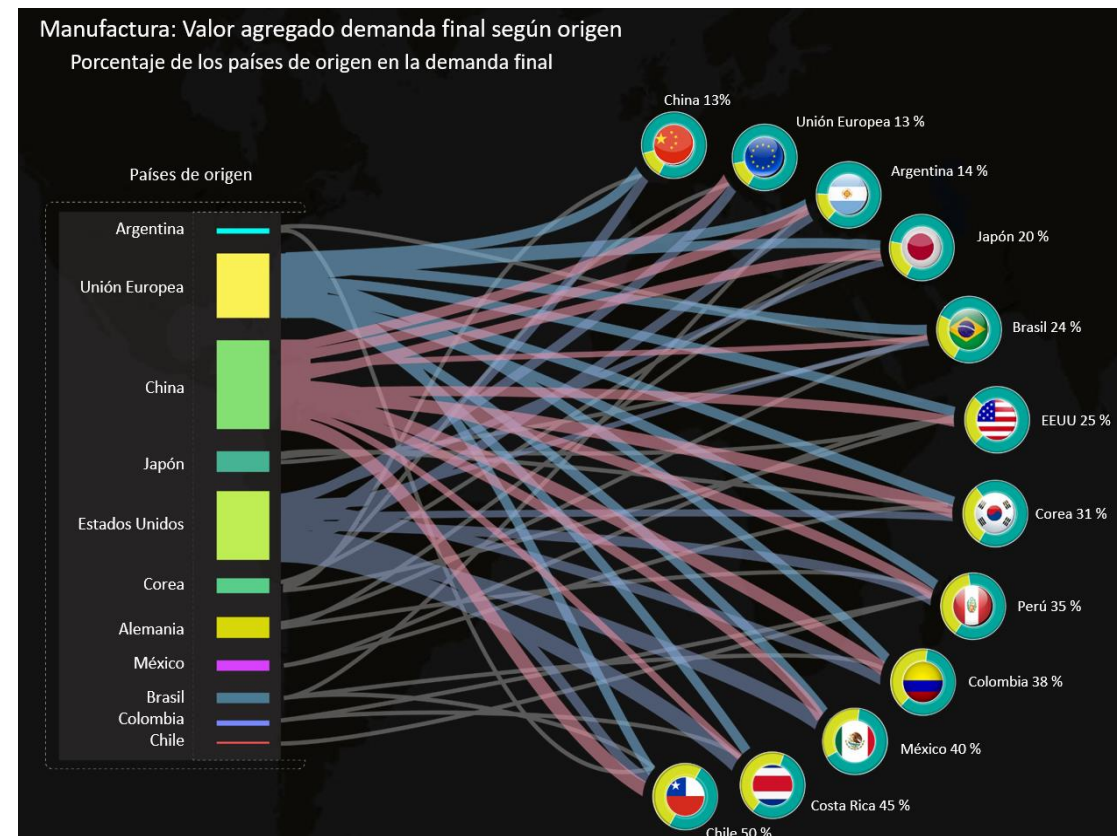 Manufactura: Valor agregado demanda final según origen
Porcentaje de los países de origen en la demanda final
Países de origen
Argentina
Unión Europea
China
Japón
Estados Unidos
Corea
Alemania
México
Brasil
Colombia
Chile
China 13%
Unión Europea 13 %
Argentina 14 %
Japón 20 %
Brasil 24 %
EEUU 25 %
Corea 31 %
Perú 35 %
Colombia 38 %
México 40 %
Costa Rica 45 %
Chile 50 %